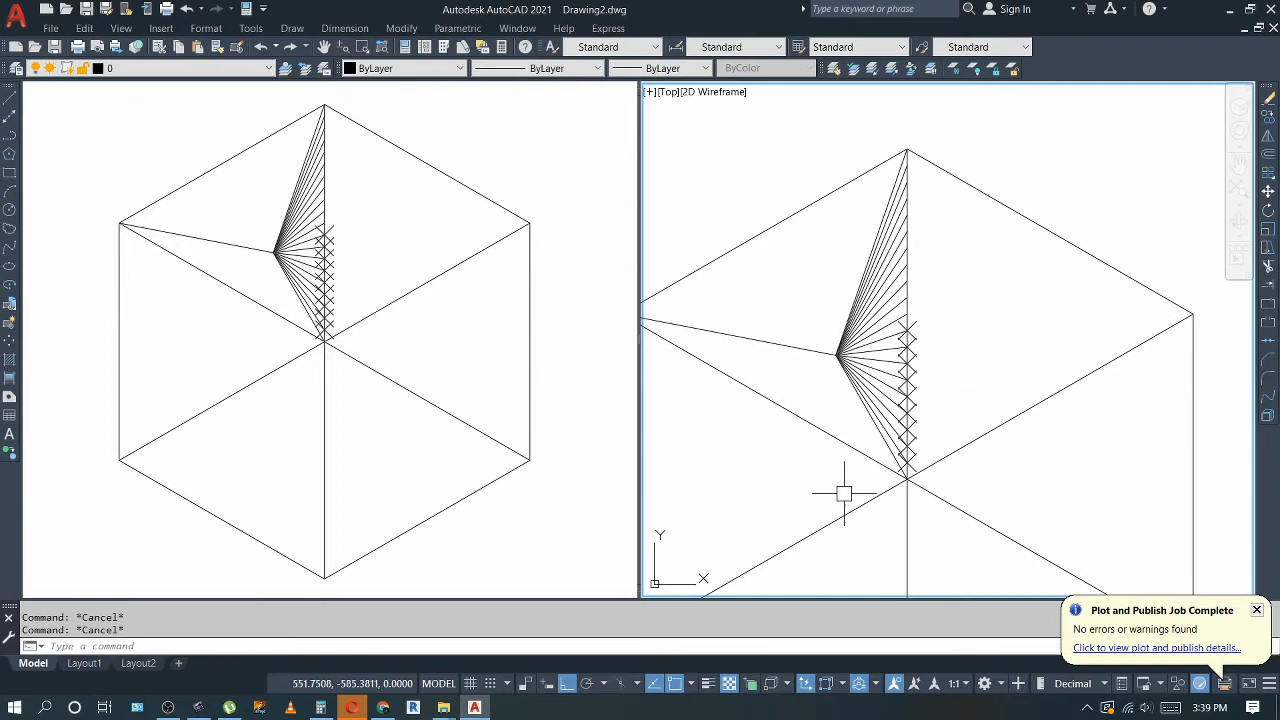 Autodesk AutoCAD 2021 Drawing2.dwg
Type a keyword or phrase
Sign In
File Edit View Insert Format Tools Draw Dimension Modify Parametric Window Help Express
Standard Standard Standard Standard
0 ByLayer ByLayer ByLayer ByColor
[+][Top][2D Wireframe]
Y
X
Command: *Cancel*
Command: *Cancel*
Type a command
Plot and Publish Job Complete
No errors or warnings found
Click to view plot and publish details...
Model Layout1 Layout2 +
551.7508, -585.3811, 0.0000 MODEL 1:1 Decimal
3:39 PM